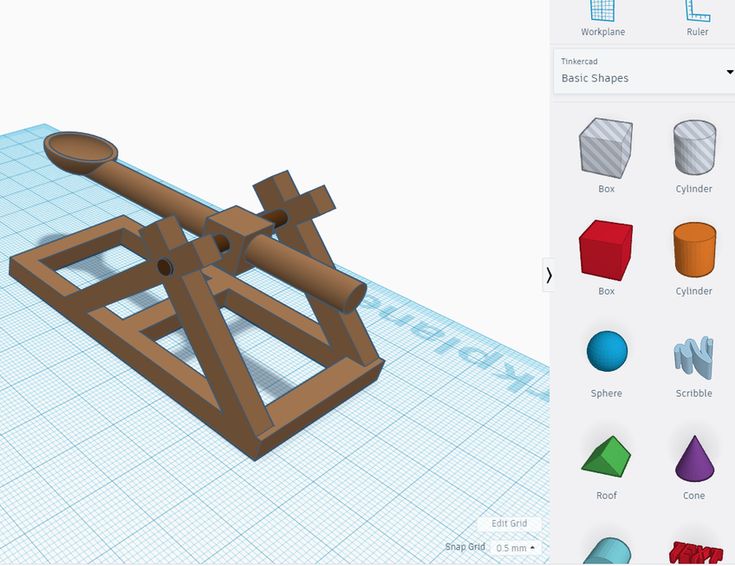 Workplane
Ruler
Tinkercad
Basic Shapes
Box
Cylinder
Box
Cylinder
Sphere
Scribble
Roof
Cone
TEXT
Edit Grid
Snap Grid
0.5 mm